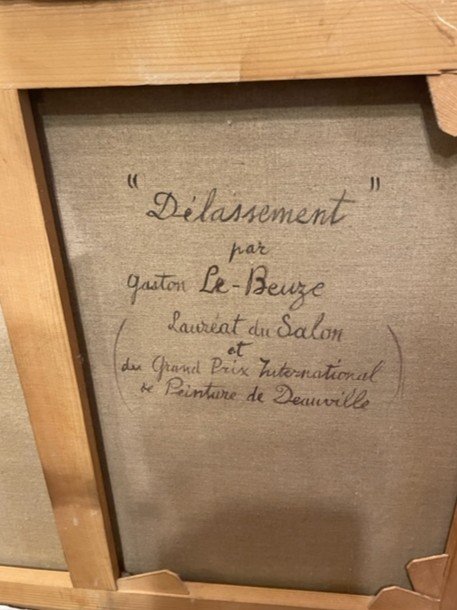 "Délassement"
par
Gaston Le-Beuze
(Lauréat du Salon
et
du Grand Prix International
de Peinture de Deauville)